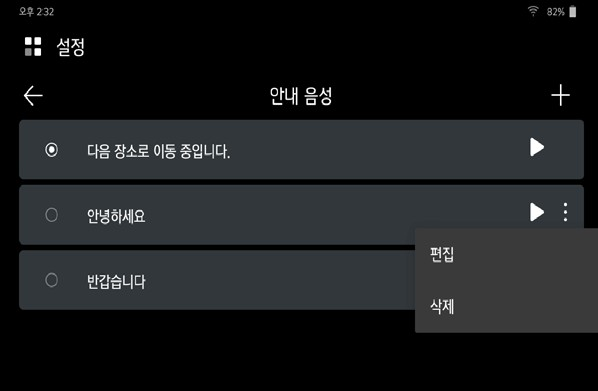 오후 2:32
82%
설정
안내 음성
다음 장소로 이동 중입니다.
안녕하세요
반갑습니다
편집
삭제